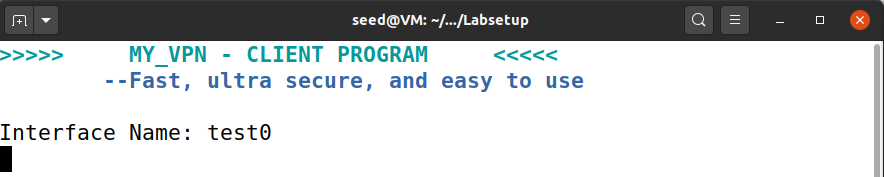 seed@VM: ~/.../Labsetup
>>>>> MY_VPN - CLIENT PROGRAM <<<<<
--Fast, ultra secure, and easy to use
Interface Name: test0